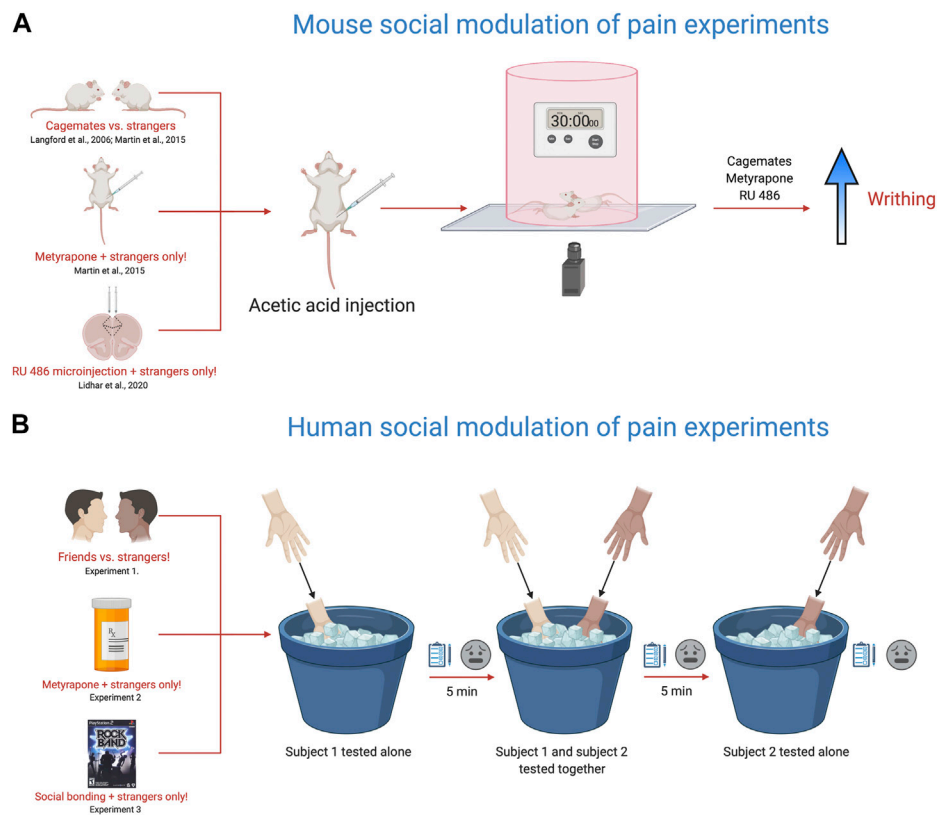 A
Mouse social modulation of pain experiments
Cagemates vs. strangers
Langford et al., 2006; Martin et al., 2015
Metyrapone + strangers only!
Martin et al., 2015
RU 486 microinjection + strangers only!
Lidhar et al., 2020
Acetic acid injection
30:00 00
Cagemates
Metyrapone
RU 486
Writhing
B
Human social modulation of pain experiments
Friends vs. strangers!
Experiment 1.
Rx
Metyrapone + strangers only!
Experiment 2
PlayStation 2
ROCK
BAND
Social bonding + strangers only!
Experiment 3
5 min
5 min
Subject 1 tested alone
Subject 1 and subject 2
tested together
Subject 2 tested alone